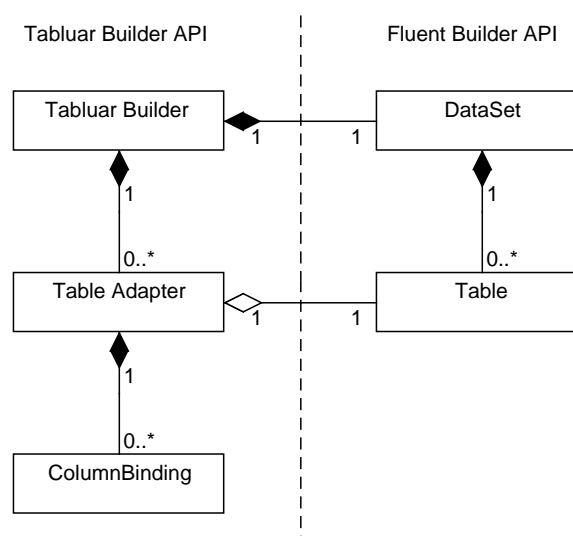 Tabluar Builder API
Fluent Builder API
Tabluar Builder
DataSet
1
1
1
1
0..*
0..*
Table Adapter
Table
1
1
1
0..*
ColumnBinding